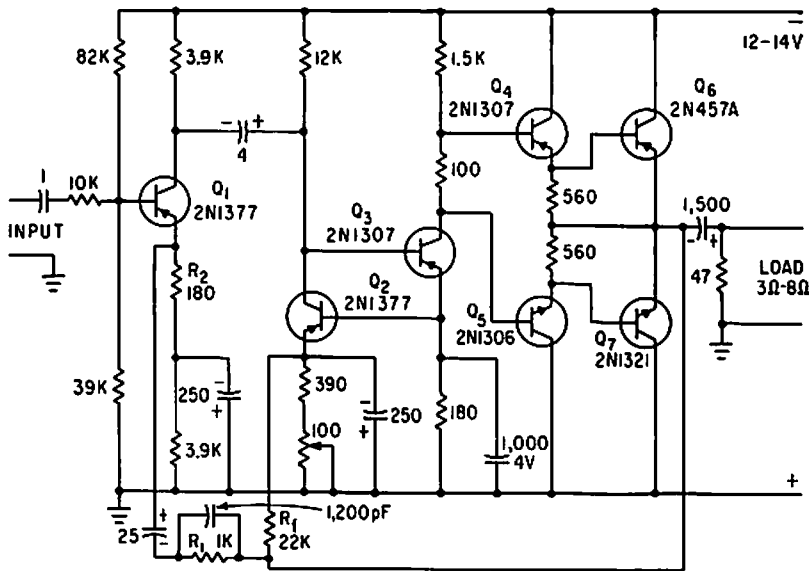 82K
3.9K
12K
1.5K
Q4
2N1307
Q6
2N457A
−
12-14V
− +
4
1
10K
INPUT
Q1
2N1377
100
Q3
2N1307
560
560
1,500
− +
47
LOAD
3Ω-8Ω
R2
180
Q2
2N1377
Q5
2N1306
Q7
2N1321
39K
250
−
+
3.9K
390
100
−
+
250
180
1,000
4V
+
1,200pF
25
+
−
R1 1K
Rf
22K